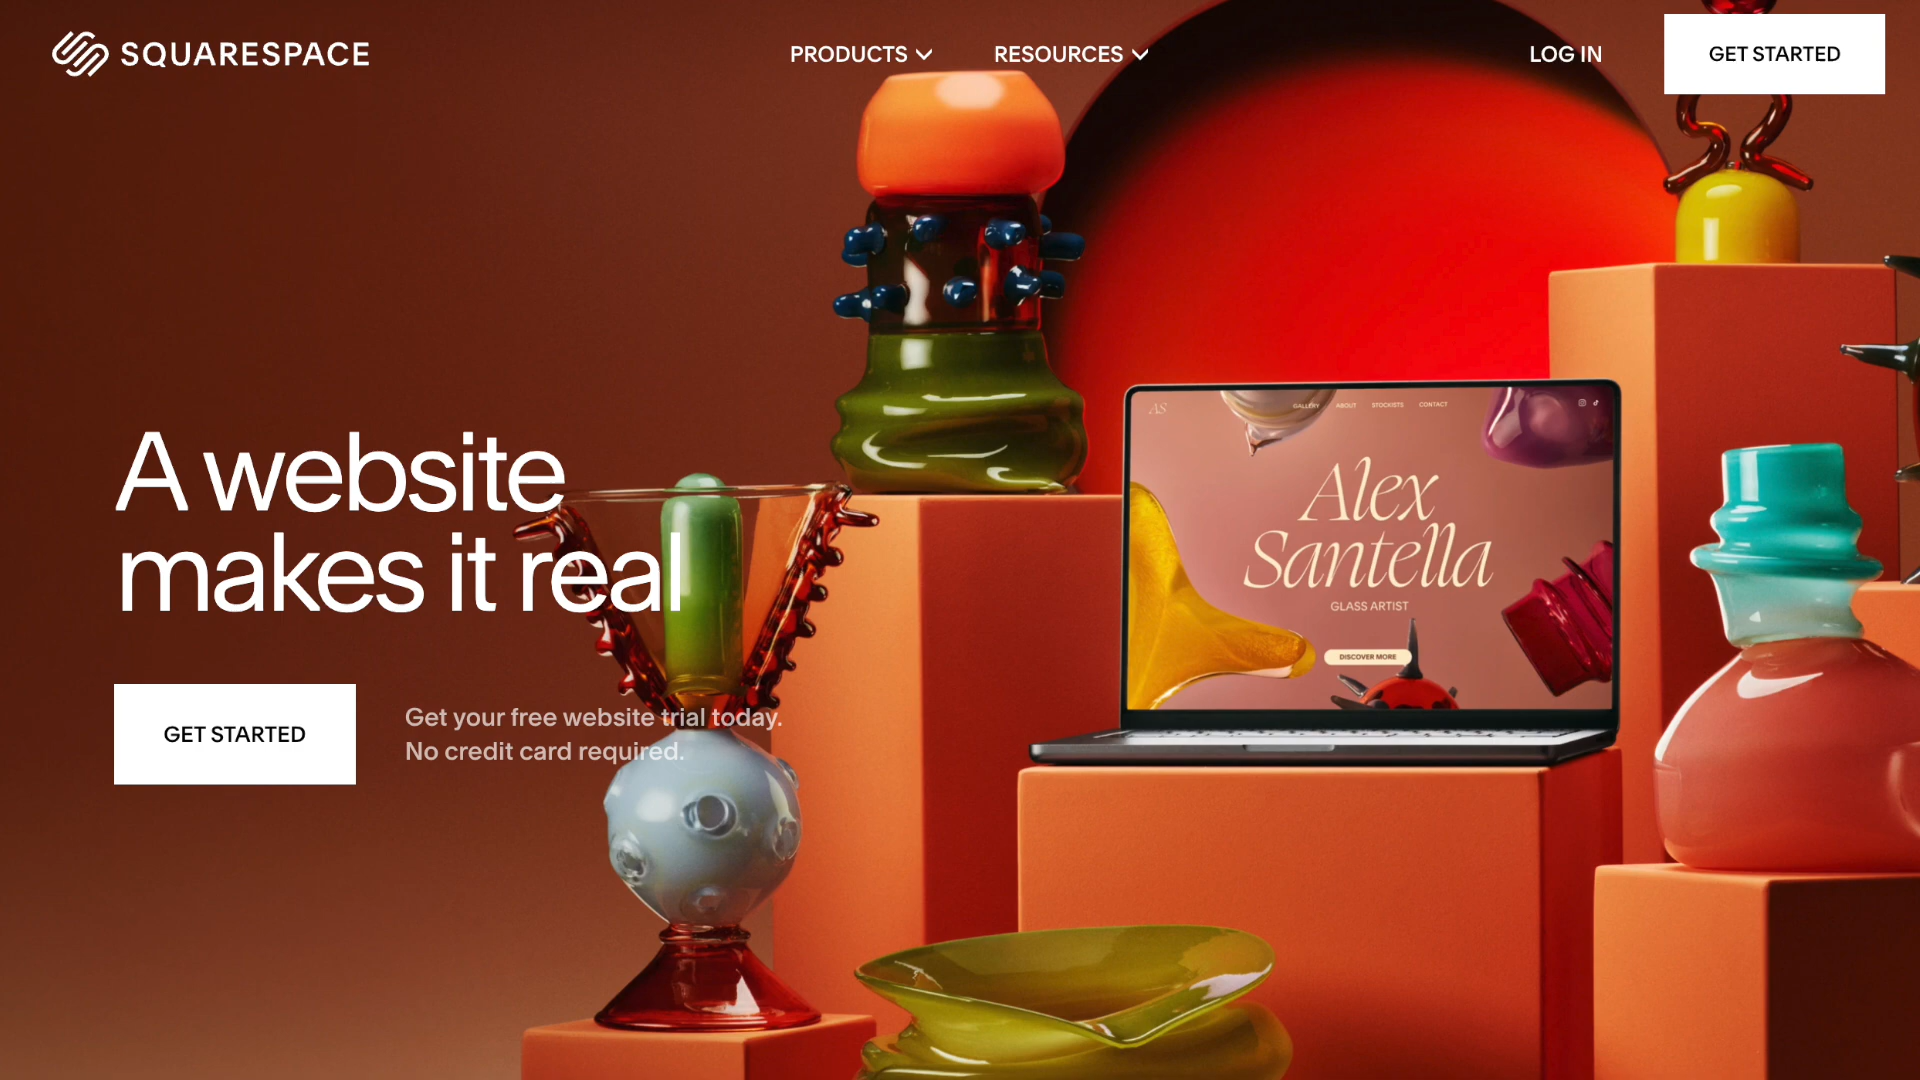 SQUARESPACE
PRODUCTS
RESOURCES
LOG IN
GET STARTED
A website
makes it real
GET STARTED
Get your free website trial today.
No credit card required.
AS
GALLERY
ABOUT
STOCKISTS
CONTACT
Alex
Santella
GLASS ARTIST
DISCOVER MORE